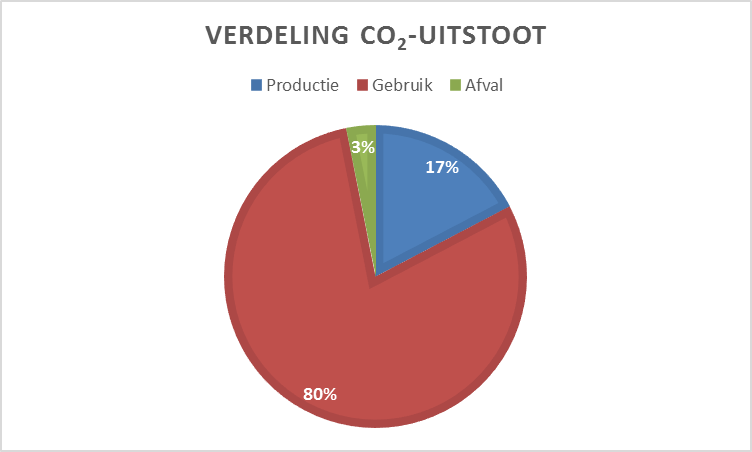 VERDELING CO₂-UITSTOOT
Productie Gebruik Afval
3%
17%
80%